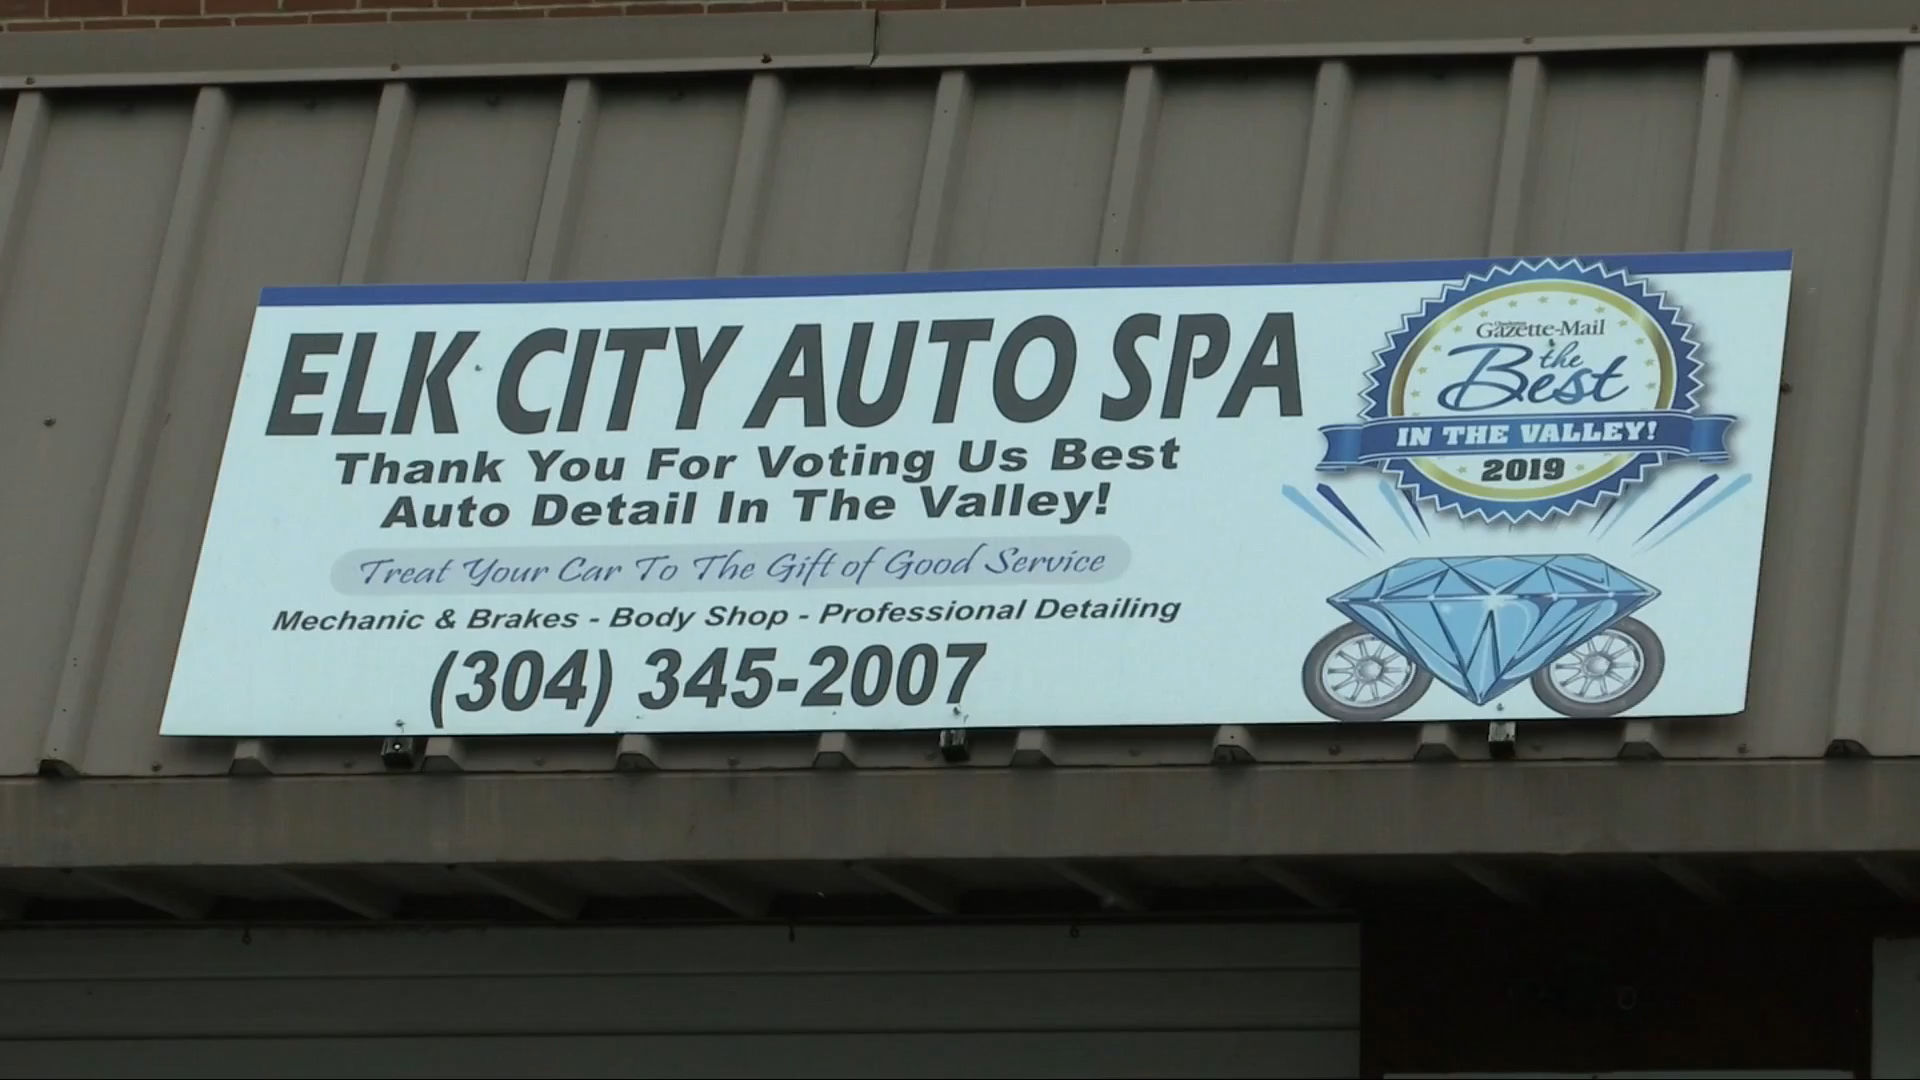 ELK CITY AUTO SPA
Thank You For Voting Us Best
Auto Detail In The Valley!
Treat Your Car To The Gift of Good Service
Mechanic & Brakes - Body Shop - Professional Detailing
(304) 345-2007
Charleston
Gazette-Mail
the
Best
IN THE VALLEY!
2019